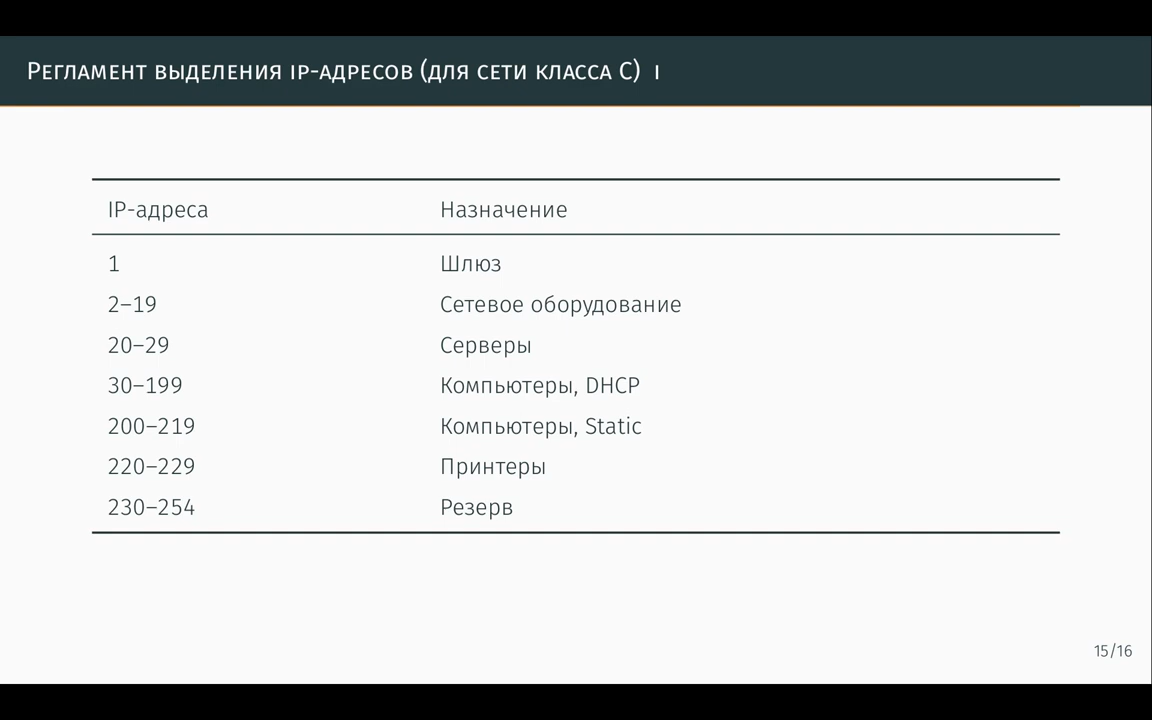 Регламент выделения ip-адресов (для сети класса C) I
IP-адреса Назначение
1 Шлюз
2–19 Сетевое оборудование
20–29 Серверы
30–199 Компьютеры, DHCP
200–219 Компьютеры, Static
220–229 Принтеры
230–254 Резерв
15/16